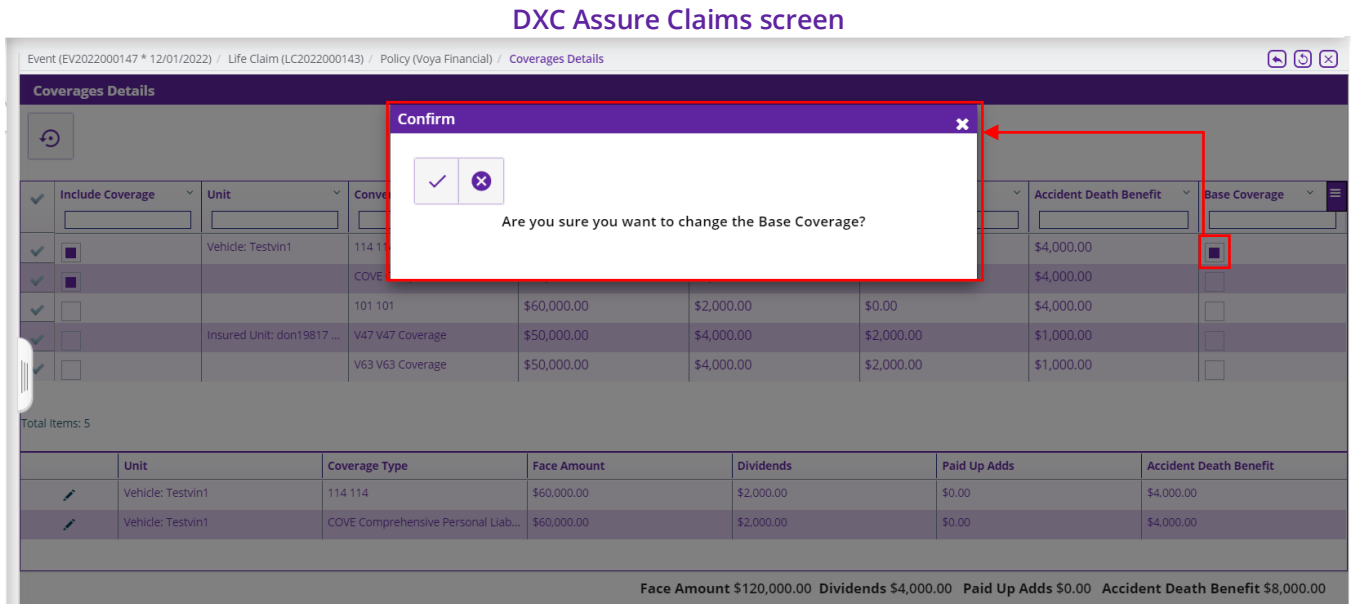 DXC Assure Claims screen
Event (EV2022000147 * 12/01/2022) / Life Claim (LC2022000143) / Policy (Voya Financial) / Coverages Details
Coverages Details
Confirm
Are you sure you want to change the Base Coverage?
Include Coverage Unit Accident Death Benefit Base Coverage
Vehicle: Testvin1 $4,000.00
COVE $4,000.00
101 101 $60,000.00 $2,000.00 $0.00 $4,000.00
Insured Unit: don19817 ... V47 V47 Coverage $50,000.00 $4,000.00 $2,000.00 $1,000.00
V63 V63 Coverage $50,000.00 $4,000.00 $2,000.00 $1,000.00
Total Items: 5
Unit Coverage Type Face Amount Dividends Paid Up Adds Accident Death Benefit
Vehicle: Testvin1 114 114 $60,000.00 $2,000.00 $0.00 $4,000.00
Vehicle: Testvin1 COVE Comprehensive Personal Liab... $60,000.00 $2,000.00 $0.00 $4,000.00
Face Amount $120,000.00 Dividends $4,000.00 Paid Up Adds $0.00 Accident Death Benefit $8,000.00